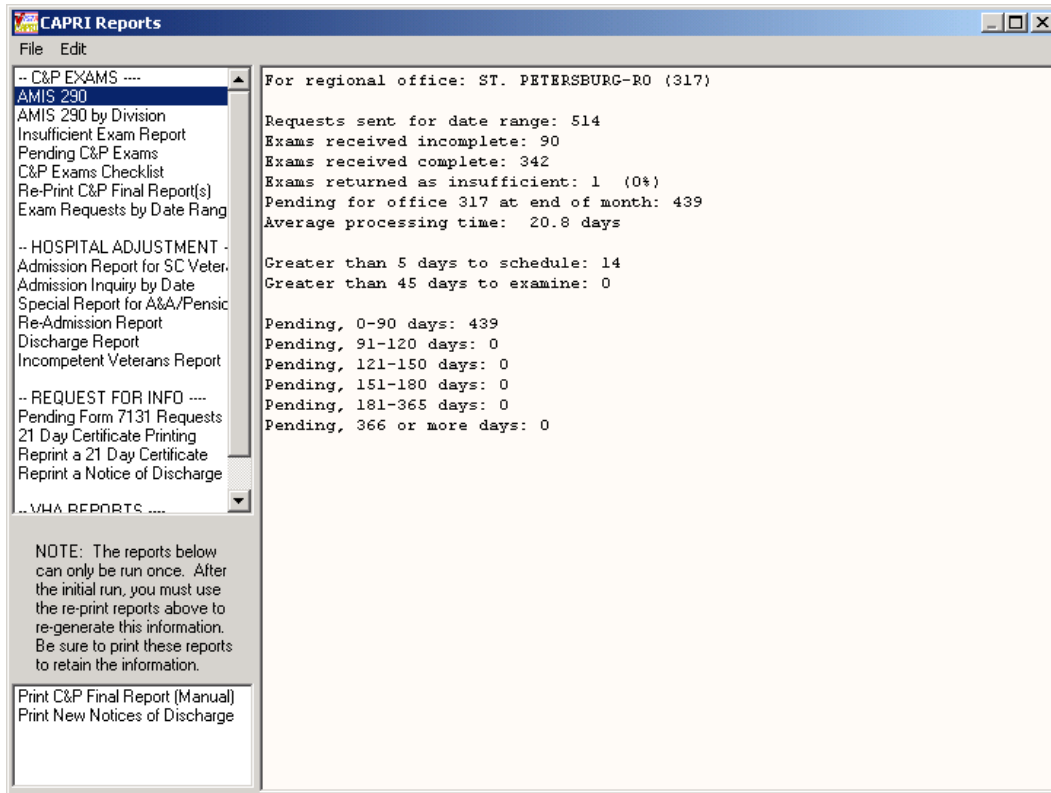 CAPRI Reports
File Edit
-- C&P EXAMS ----
AMIS 290
AMIS 290 by Division
Insufficient Exam Report
Pending C&P Exams
C&P Exams Checklist
Re-Print C&P Final Report(s)
Exam Requests by Date Rang
-- HOSPITAL ADJUSTMENT -
Admission Report for SC Veter
Admission Inquiry by Date
Special Report for A&A/Pensic
Re-Admission Report
Discharge Report
Incompetent Veterans Report
-- REQUEST FOR INFO ----
Pending Form 7131 Requests
21 Day Certificate Printing
Reprint a 21 Day Certificate
Reprint a Notice of Discharge
-- VHA REPORTS ----
NOTE: The reports below
can only be run once. After
the initial run, you must use
the re-print reports above to
re-generate this information.
Be sure to print these reports
to retain the information.
Print C&P Final Report (Manual)
Print New Notices of Discharge
For regional office: ST. PETERSBURG-RO (317)
Requests sent for date range: 514
Exams received incomplete: 90
Exams received complete: 342
Exams returned as insufficient: 1 (0%)
Pending for office 317 at end of month: 439
Average processing time: 20.8 days
Greater than 5 days to schedule: 14
Greater than 45 days to examine: 0
Pending, 0-90 days: 439
Pending, 91-120 days: 0
Pending, 121-150 days: 0
Pending, 151-180 days: 0
Pending, 181-365 days: 0
Pending, 366 or more days: 0